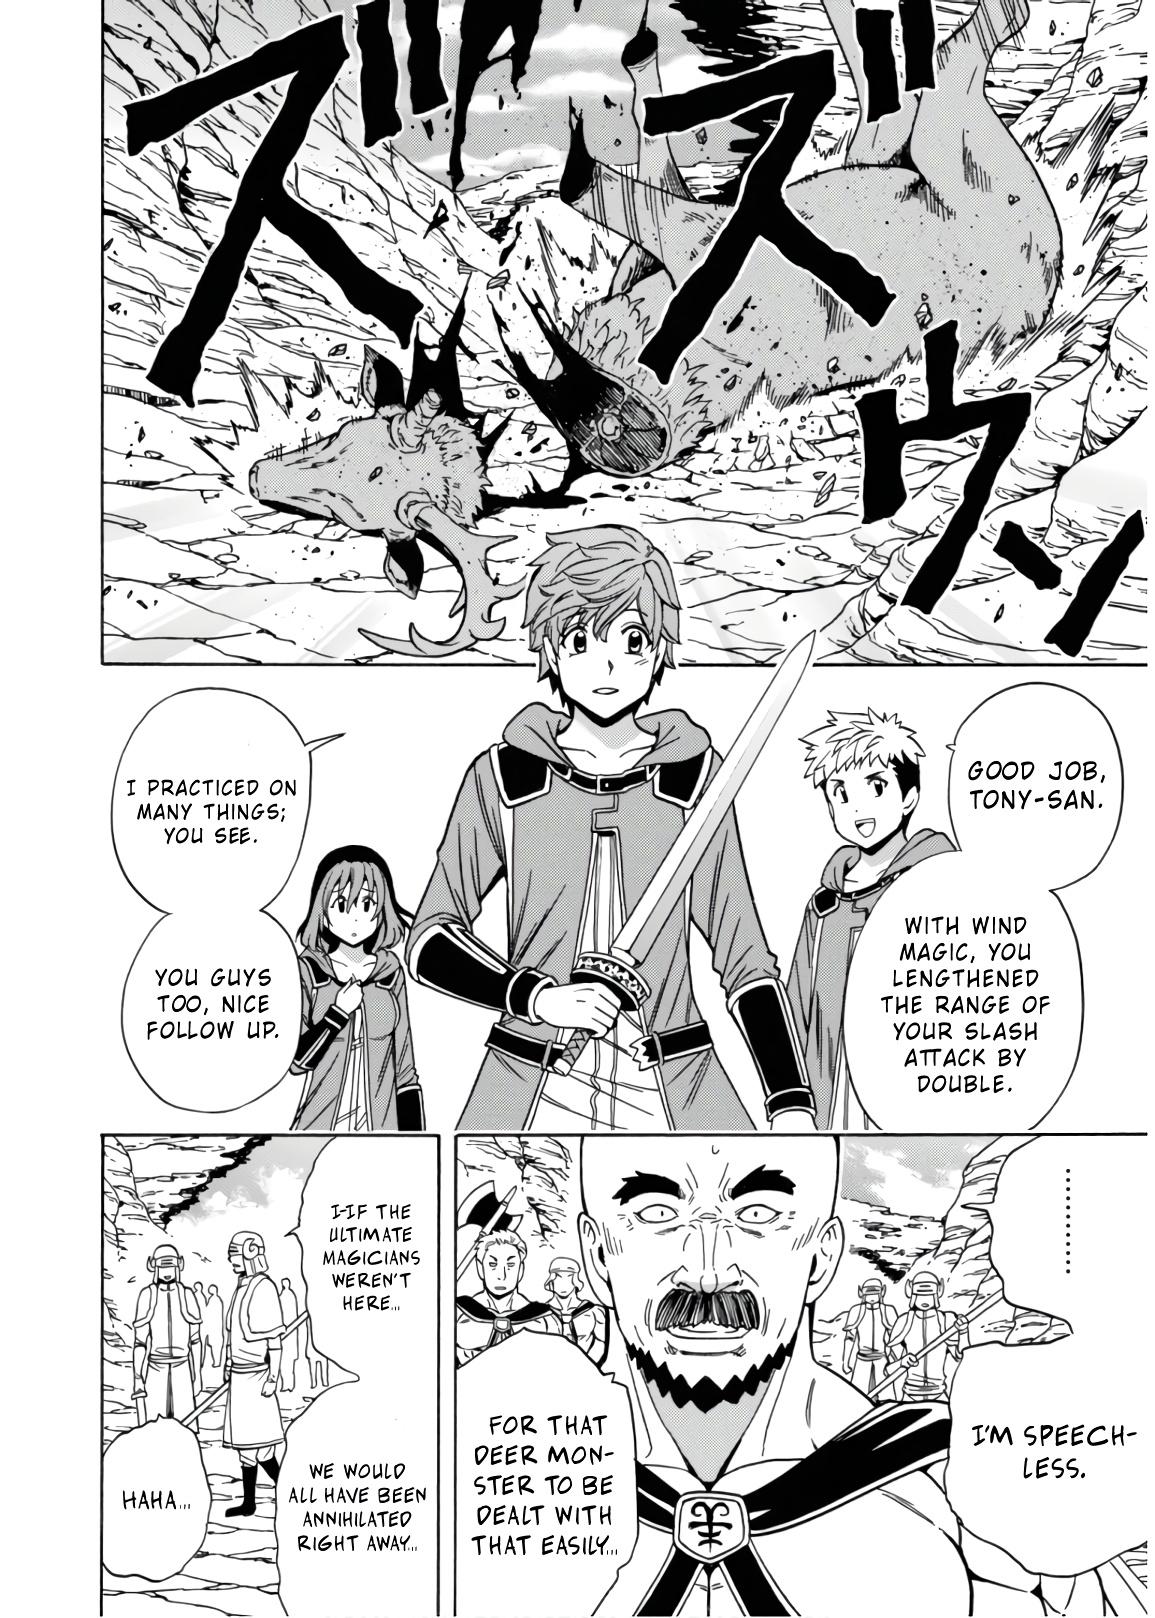 ズズウン
GOOD JOB,
TONY-SAN.
WITH WIND
MAGIC, YOU
LENGTHENED
THE RANGE OF
YOUR SLASH
ATTACK BY
DOUBLE.
I PRACTICED ON
MANY THINGS;
YOU SEE.
YOU GUYS
TOO, NICE
FOLLOW UP.
..........
I'M SPEECH-
LESS.
FOR THAT
DEER MON-
STER TO BE
DEALT WITH
THAT EASILY...
I-IF THE
ULTIMATE
MAGICIANS
WEREN'T
HERE...
WE WOULD
ALL HAVE BEEN
ANNIHILATED
RIGHT AWAY...
HAHA...